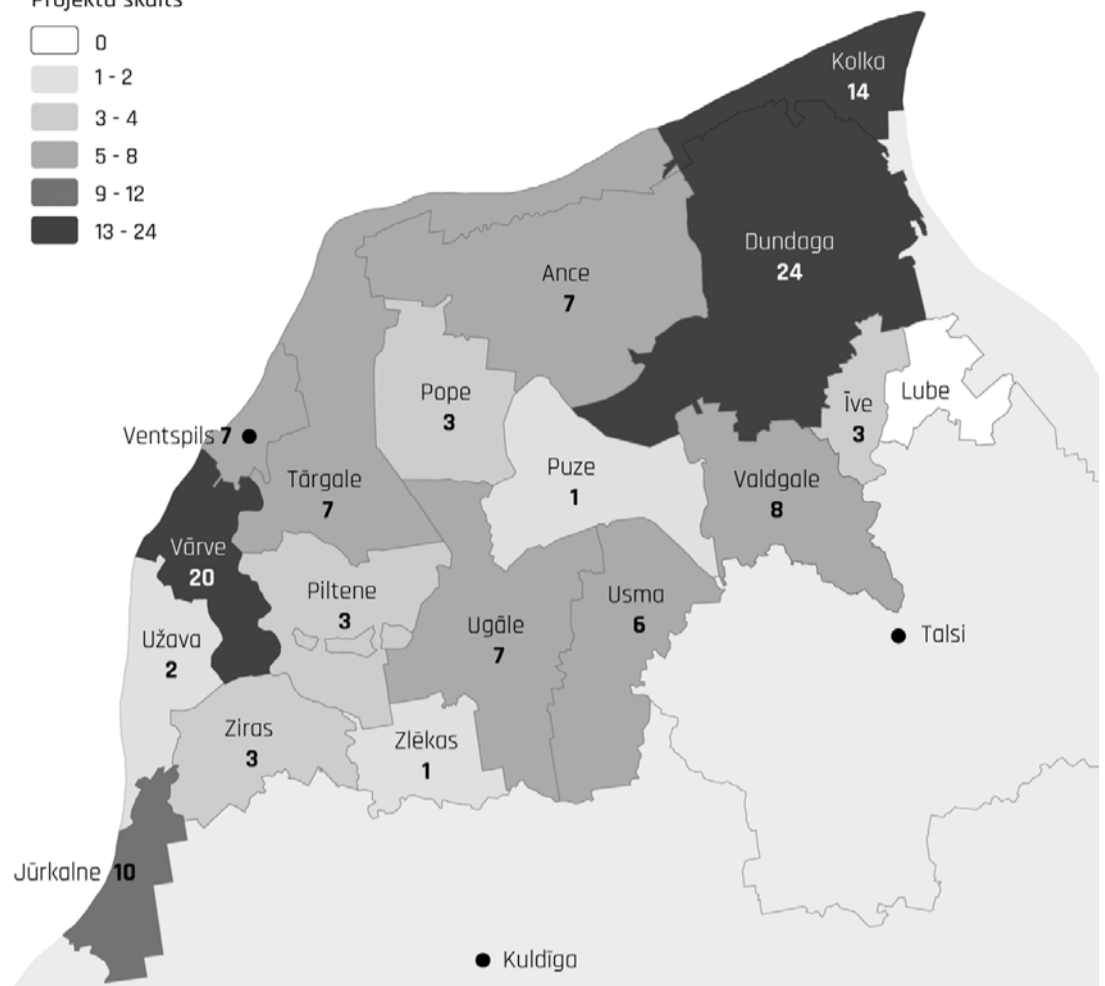 Projektu skaits
0
1 - 2
3 - 4
5 - 8
9 - 12
13 - 24
Kolka
14
Dundaga
24
Ance
7
Pope
3
Īve
3
Lube
Ventspils 7
Puze
1
Valdgale
8
Tārgale
7
Vārve
20
Piltene
3
Usma
6
Ugāle
7
Užava
2
Talsi
Ziras
3
Zlēkas
1
Jūrkalne 10
Kuldīga